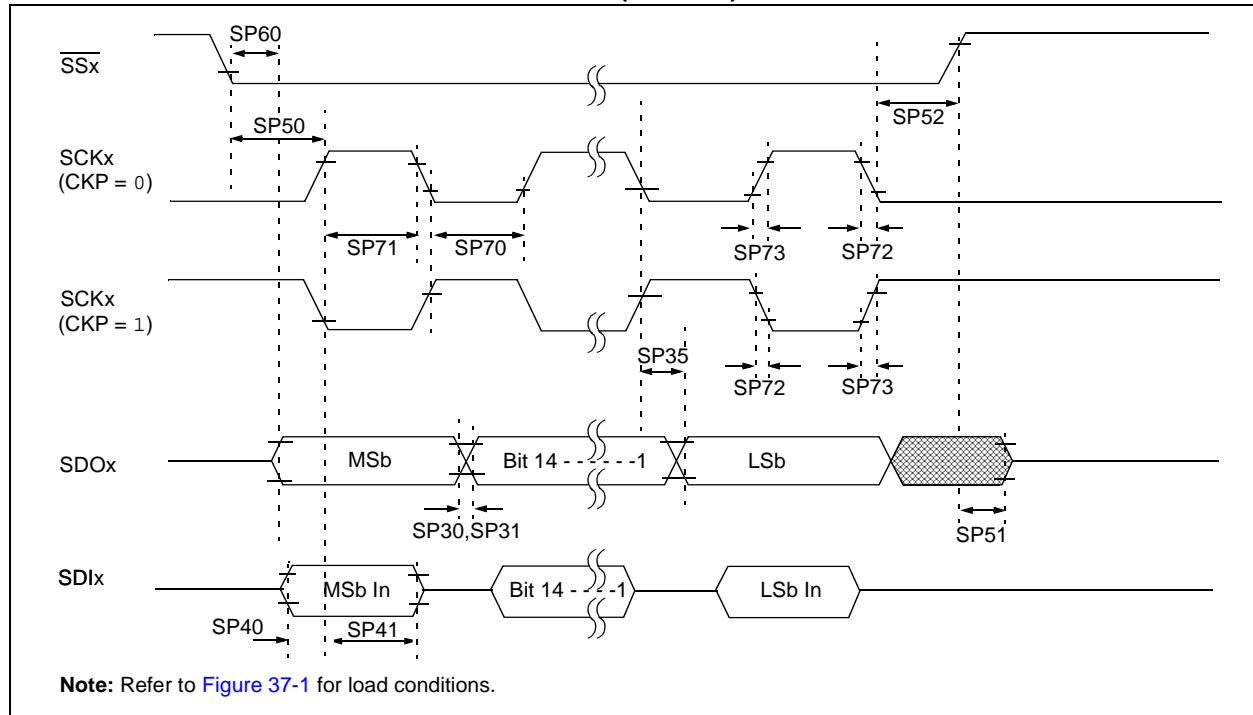 SP60
SSx
SP50
SP52
SCKx
(CKP = 0)
SP71
SP70
SP73
SP72
SCKx
(CKP = 1)
SP35
SP72
SP73
SDOx
MSb
Bit 14 - - - - - -1
LSb
SP30,SP31
SP51
SDIx
MSb In
Bit 14 - - - -1
LSb In
SP40
SP41
Note: Refer to Figure 37-1 for load conditions.